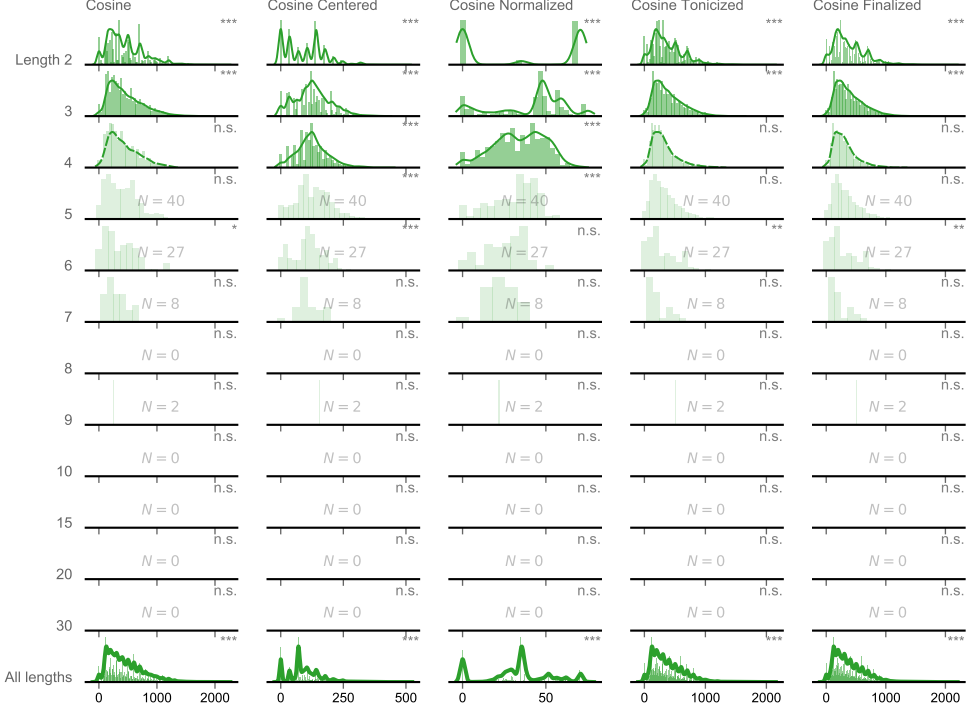 Cosine Cosine Centered Cosine Normalized Cosine Tonicized Cosine Finalized
Length 2 *** *** *** *** ***
3 *** *** *** *** ***
4 n.s. *** *** n.s. n.s.
5 N = 40 n.s. N = 40 *** N = 40 *** N = 40 n.s. N = 40 n.s.
6 N = 27 * N = 27 *** N = 27 n.s. N = 27 ** N = 27 **
7 N = 8 n.s. N = 8 n.s. N = 8 n.s. N = 8 n.s. N = 8 n.s.
8 N = 0 n.s. N = 0 n.s. N = 0 n.s. N = 0 n.s. N = 0 n.s.
9 N = 2 n.s. N = 2 n.s. N = 2 n.s. N = 2 n.s. N = 2 n.s.
10 N = 0 n.s. N = 0 n.s. N = 0 n.s. N = 0 n.s. N = 0 n.s.
15 N = 0 n.s. N = 0 n.s. N = 0 n.s. N = 0 n.s. N = 0 n.s.
20 N = 0 n.s. N = 0 n.s. N = 0 n.s. N = 0 n.s. N = 0 n.s.
30 N = 0 n.s. N = 0 n.s. N = 0 n.s. N = 0 n.s. N = 0 n.s.
All lengths *** *** *** *** ***
0 1000 2000 0 250 500 0 50 0 1000 2000 0 1000 2000